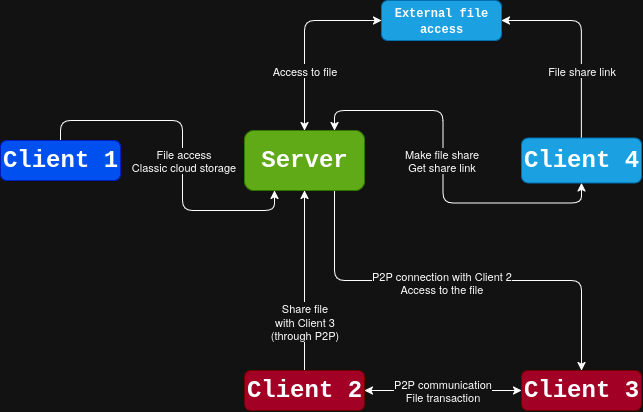 External file
access
Access to file
File share link
Client 1
File access
Classic cloud storage
Server
Make file share
Get share link
Client 4
P2P connection with Client 2
Access to the file
Share file
with Client 3
(through P2P)
Client 2
P2P communication
File transaction
Client 3